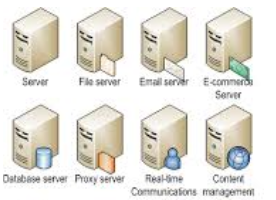 Server File server Email server E-commerce
Server
Database server Proxy server Real-time Content
Communications management